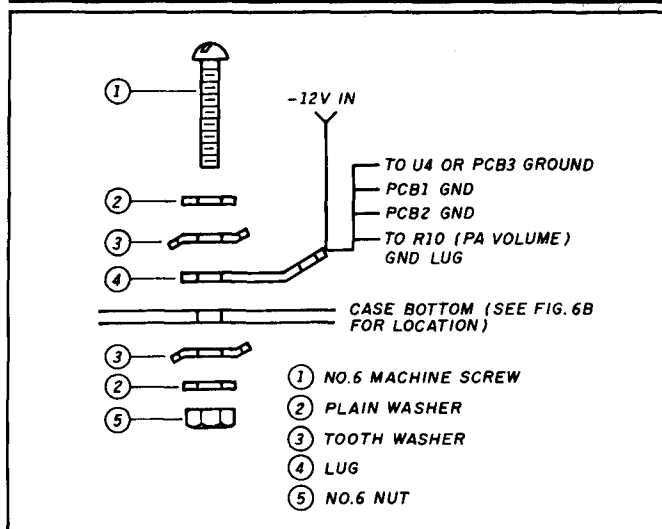 1
-12V IN
TO U4 OR PCB3 GROUND
PCB1 GND
PCB2 GND
TO R10 (PA VOLUME)
GND LUG
2
3
4
CASE BOTTOM (SEE FIG. 6B
FOR LOCATION)
3
2
5
1 NO.6 MACHINE SCREW
2 PLAIN WASHER
3 TOOTH WASHER
4 LUG
5 NO.6 NUT